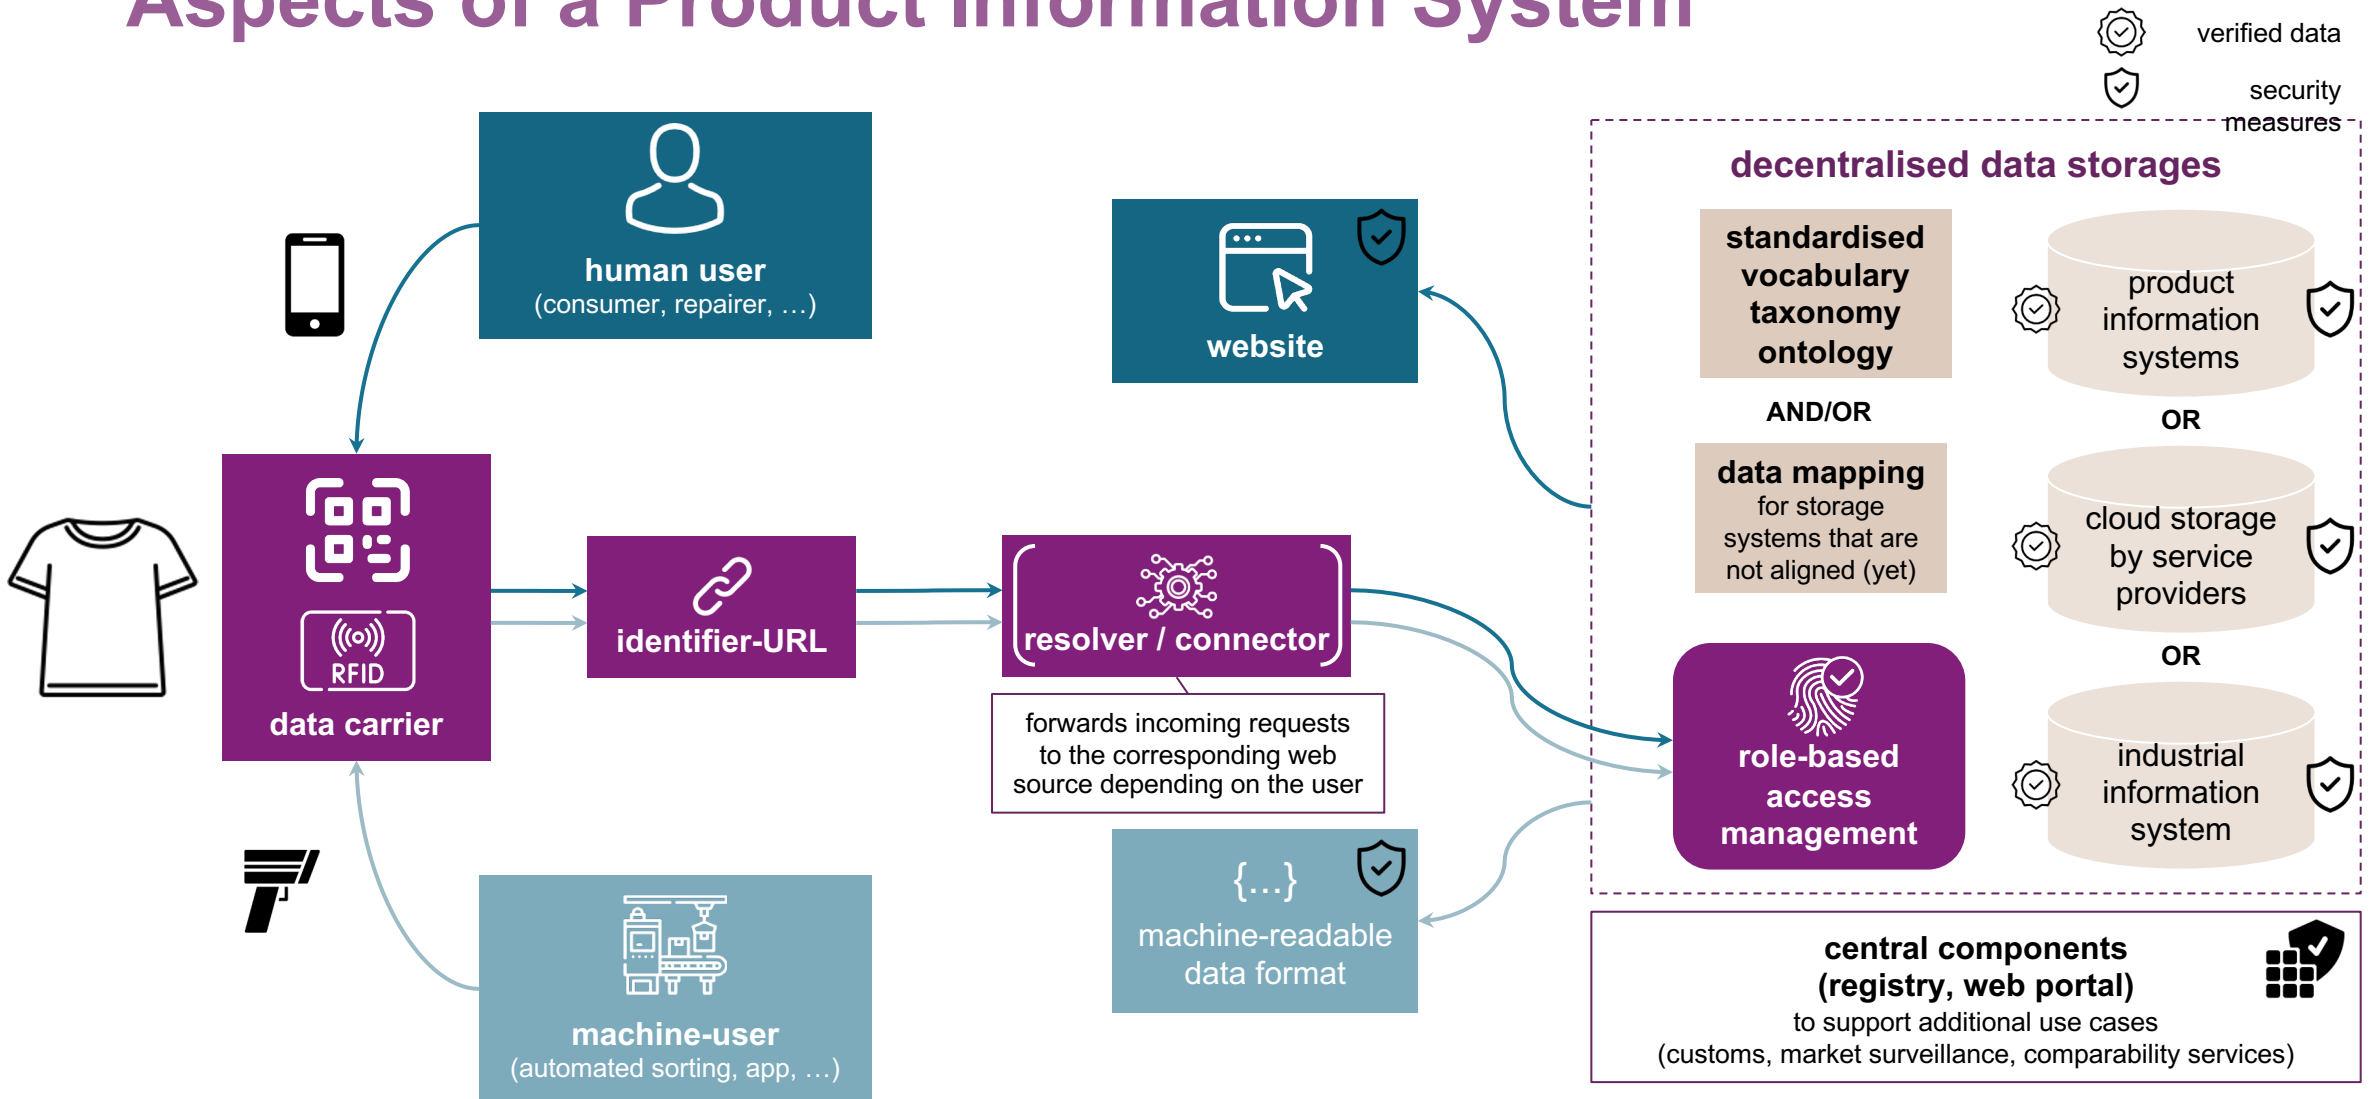 Aspects of a Product Information System
verified data
security
measures
human user
(consumer, repairer, …)
website
decentralised data storages
standardised
vocabulary
taxonomy
ontology
AND/OR
data mapping
for storage
systems that are
not aligned (yet)
product
information
systems
OR
cloud storage
by service
providers
OR
industrial
information
system
RFID
data carrier
identifier-URL
resolver / connector
forwards incoming requests
to the corresponding web
source depending on the user
role-based
access
management
{…}
machine-readable
data format
machine-user
(automated sorting, app, …)
central components
(registry, web portal)
to support additional use cases
(customs, market surveillance, comparability services)